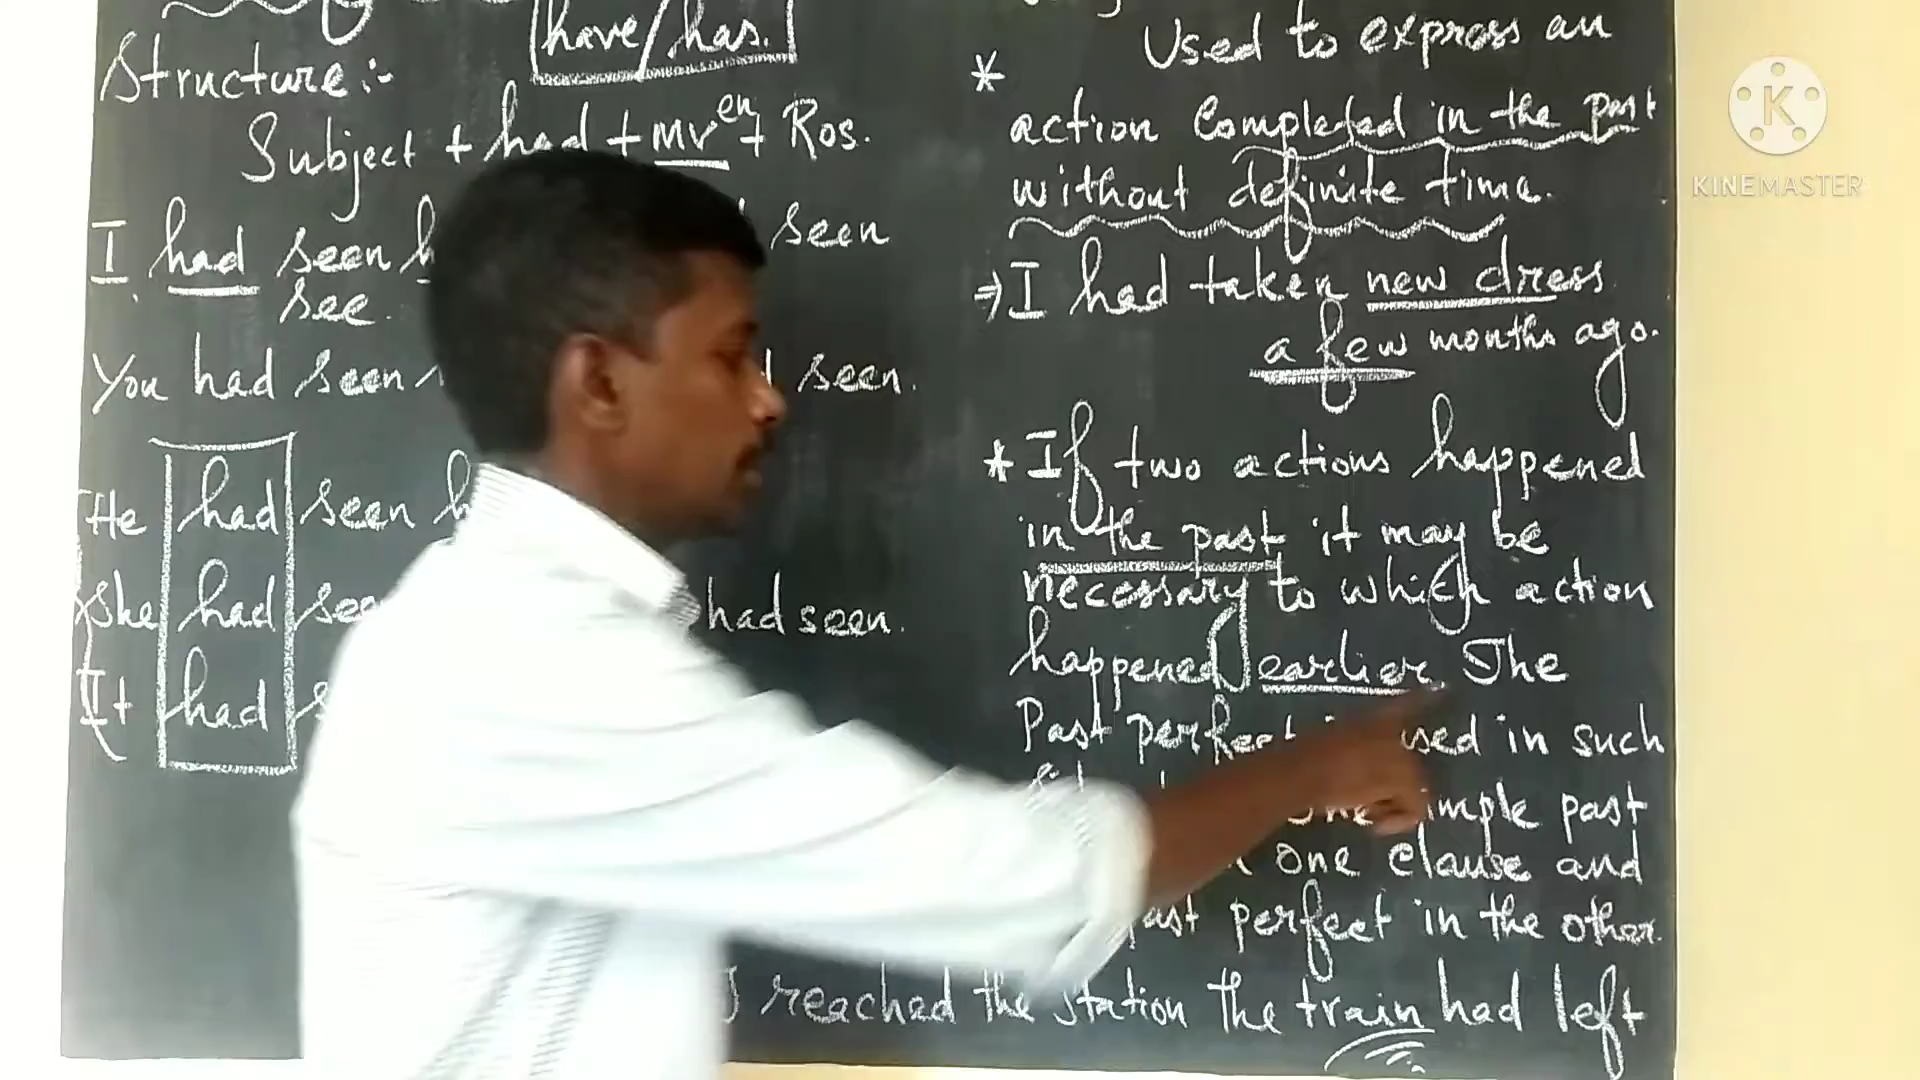 have/has.
Structure:-
Subject + had + mv en + Ros.
I had seen seen
see.
You had seen seen.
He had seen
She had had seen.
It had
Used to express an
* action Completed in the past
without definite time.
⇒ I had taken new dress
a few months ago.
* If two actions happened
in the past it may be
necessary to which action
happened earlier The
Past perfect used in such
simple past
one clause and
past perfect in the other.
I reached the station the train had left
K
KINEMASTER